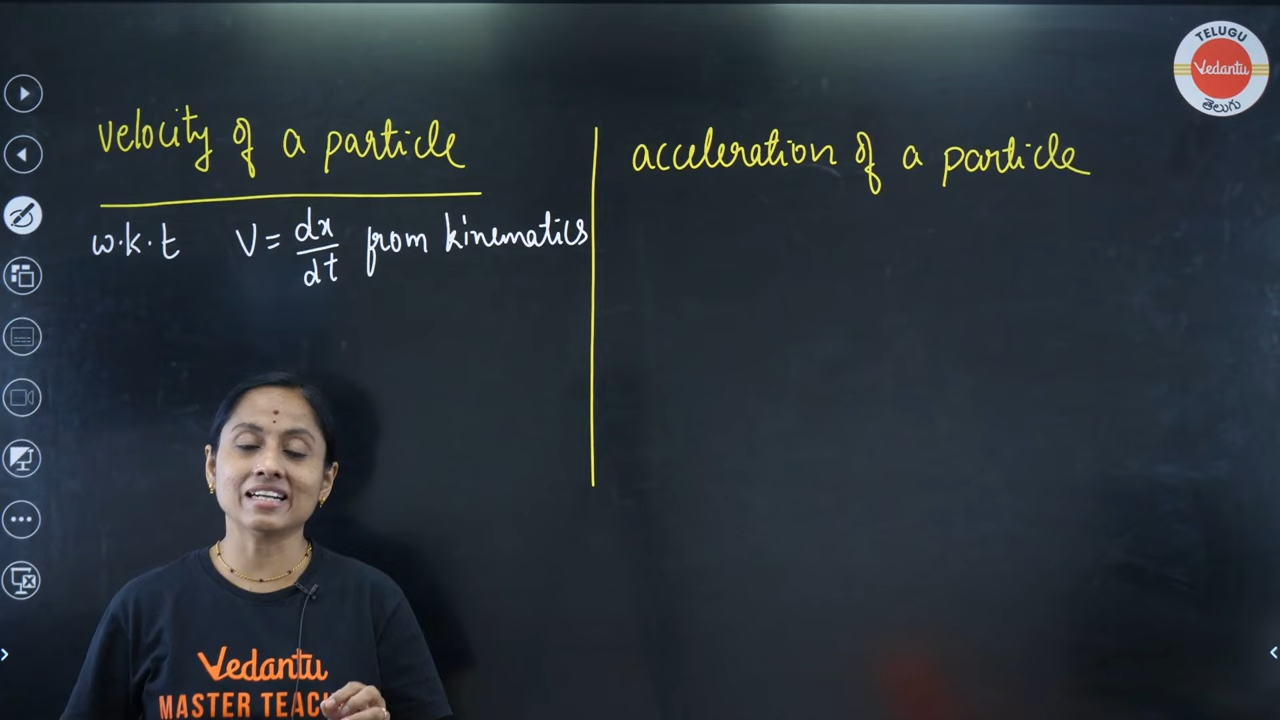 TELUGU
Vedantu
తెలుగు
velocity of a particle
w.k.t V = dx/dt from kinematics
acceleration of a particle
Vedantu
MASTER TEAC